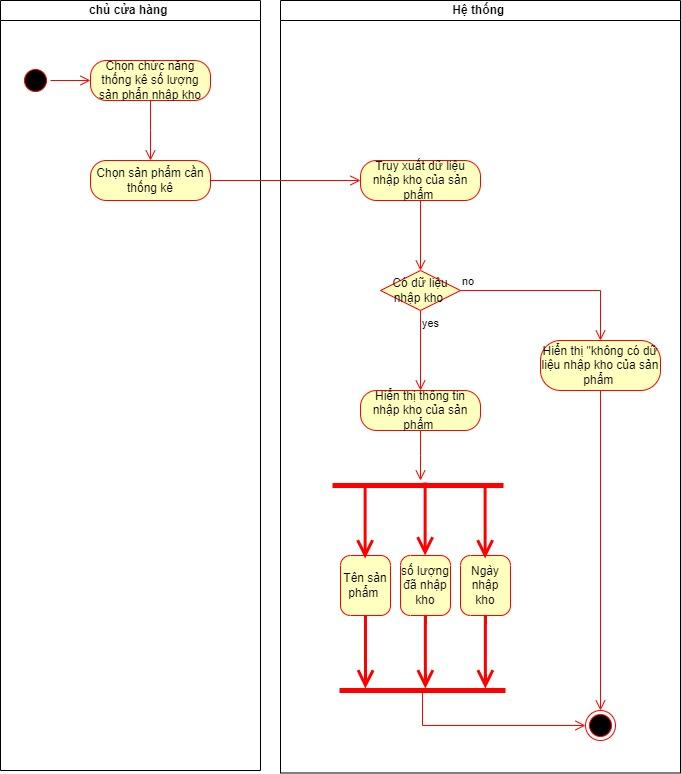 chủ cửa hàng
Hệ thống
Chọn chức năng
thống kê số lượng
sản phẩn nhập kho
Chọn sản phẩm cần
thống kê
Truy xuất dữ liệu
nhập kho của sản
phẩm
Có dữ liệu
nhập kho
no
yes
Hiển thị "không có dữ
liệu nhập kho của sản
phẩm
Hiển thị thông tin
nhập kho của sản
phẩm
Tên sản
phẩm
số lượng
đã nhập
kho
Ngày
nhập
kho